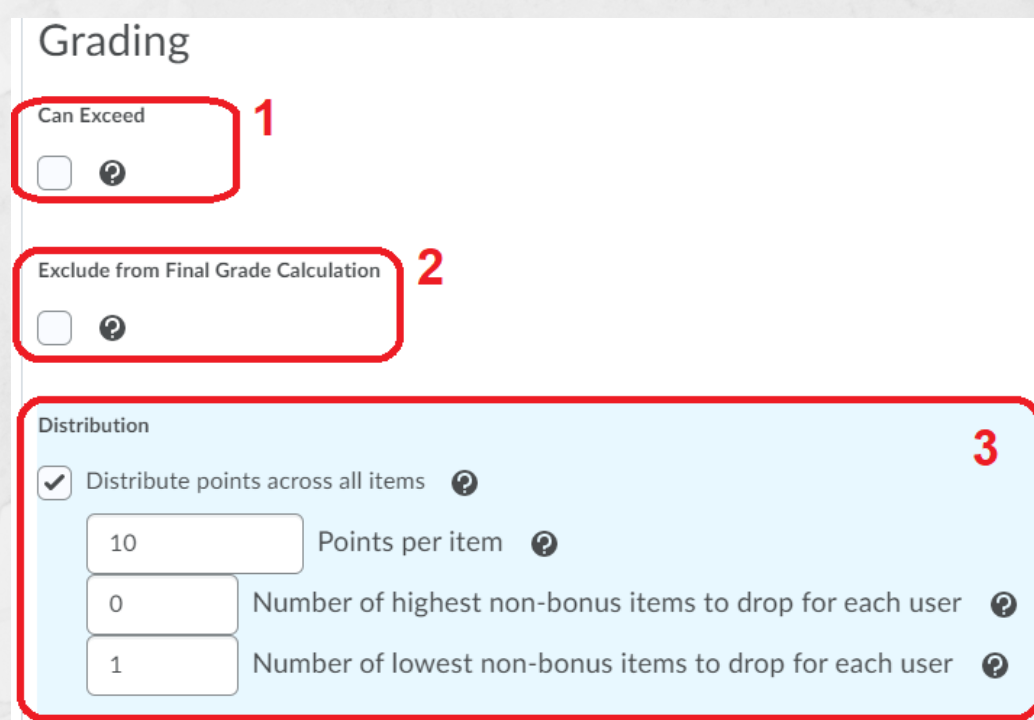 Grading
Can Exceed
1
Exclude from Final Grade Calculation
2
Distribution
3
Distribute points across all items
10 Points per item
0 Number of highest non-bonus items to drop for each user
1 Number of lowest non-bonus items to drop for each user